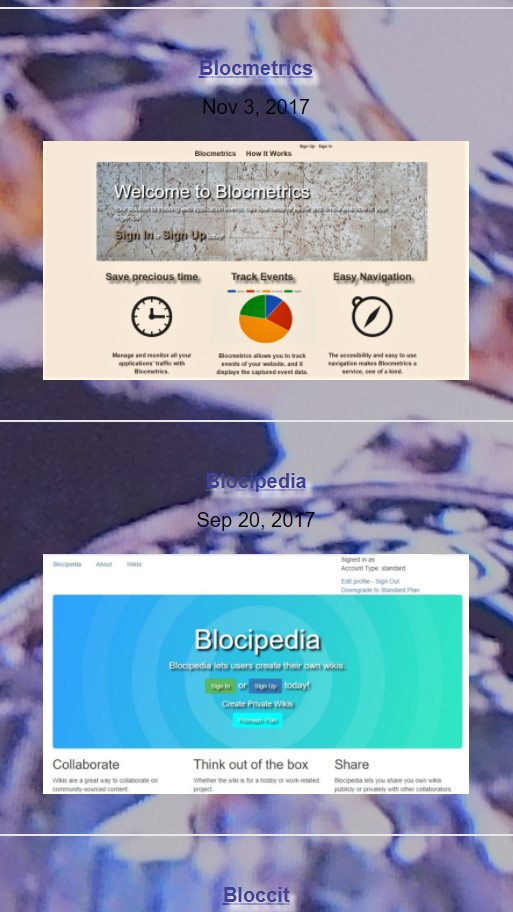 Blocmetrics
Nov 3, 2017
Sign Up - Sign In
Blocmetrics How It Works
Welcome to Blocmetrics
Sign In or Sign Up today!
Save precious time Track Events Easy Navigation
Manage and monitor all your
applications' traffic with
Blocmetrics.
Blocmetrics allows you to track
events of your website, and it
displays the captured event data.
The accesibility and easy to use
navigation makes Blocmetrics a
service, one of a kind.
Blocipedia
Sep 20, 2017
Blocipedia About Wikis
Signed in as
Account Type: standard
Edit profile - Sign Out
Downgrade to Standard Plan
Blocipedia
Blocipedia lets users create their own wikis.
Sign In or Sign Up today!
Create Private Wikis
Premium Plan
Collaborate
Wikis are a great way to collaborate on
community-sourced content.
Think out of the box
Whether the wiki is for a hobby or work-related
project.
Share
Blocipedia lets you share you own wikis
publicly or privately with other collaborators.
Bloccit